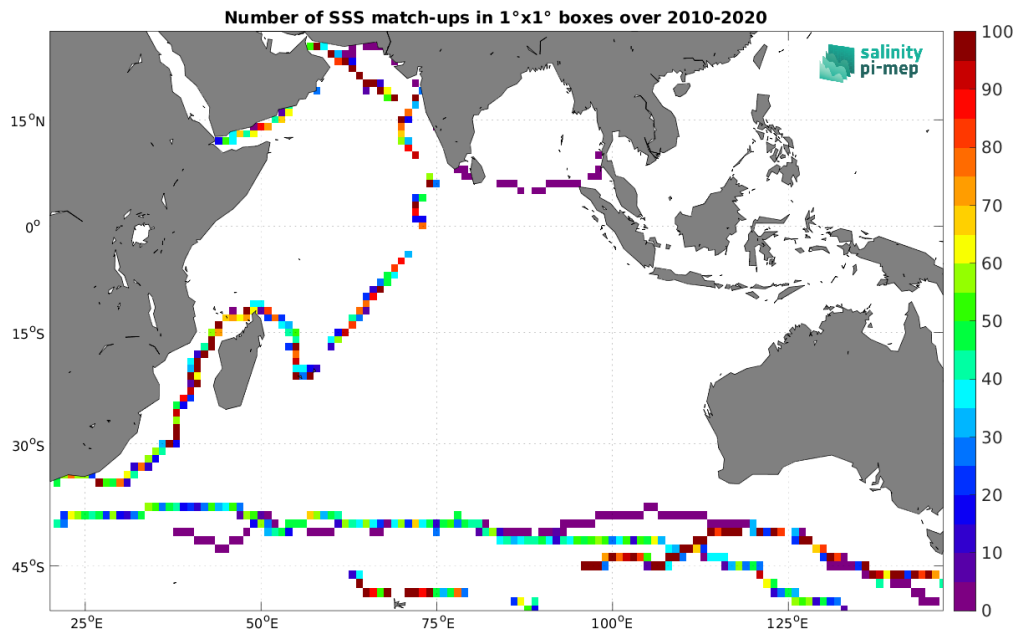 Number of SSS match-ups in 1°x1° boxes over 2010-2020
salinity
pi-mep
100
90
80
70
60
50
40
30
20
10
0
15°N
0°
15°S
30°S
45°S
25°E
50°E
75°E
100°E
125°E